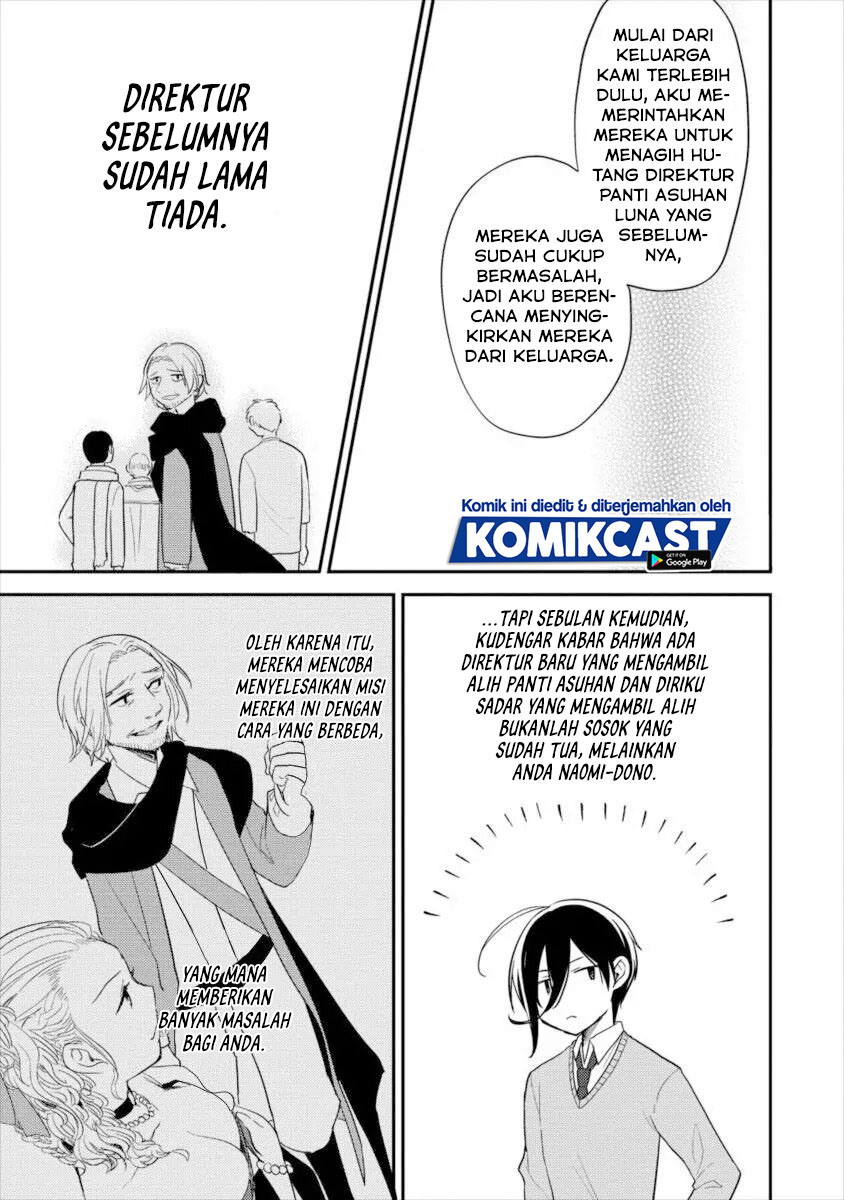 MULAI DARI
KELUARGA
KAMI TERLEBIH
DULU, AKU ME-
MERINTAHKAN
MEREKA UNTUK
MENAGIH HU-
TANG DIREKTUR
PANTI ASUHAN
LUNA YANG
SEBELUM-
NYA,
MEREKA JUGA
SUDAH CUKUP
BERMASALAH,
JADI AKU BEREN-
CANA MENYING-
KIRKAN MEREKA
DARI KELUARGA.
DIREKTUR
SEBELUMNYA
SUDAH LAMA
TIADA.
Komik ini diedit & diterjemahkan oleh
KOMIKCAST
GET IT ON
Google Play
...TAPI SEBULAN KEMUDIAN,
KUDENGAR KABAR BAHWA ADA
DIREKTUR BARU YANG MENGAMBIL
ALIH PANTI ASUHAN DAN DIRIKU
SADAR YANG MENGAMBIL ALIH
BUKANLAH SOSOK YANG
SUDAH TUA, MELAINKAN
ANDA NAOMI-DONO.
OLEH KARENA ITU,
MEREKA MENCOBA
MENYELESAIKAN MISI
MEREKA INI DENGAN
CARA YANG BERBEDA,
YANG MANA
MEMBERIKAN
BANYAK MASALAH
BAGI ANDA.